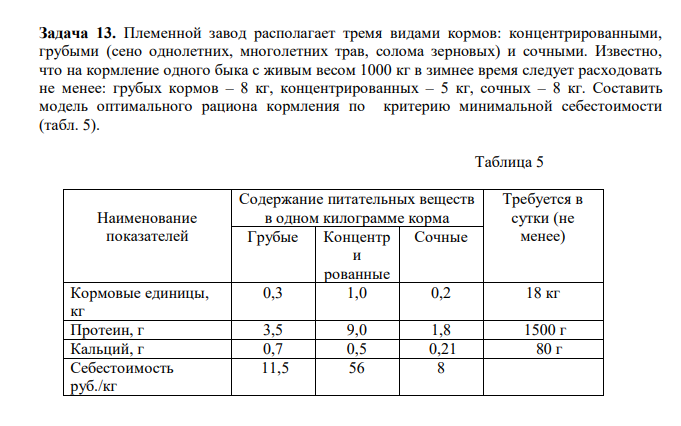 Задача 13. Племенной завод располагает тремя видами кормов: концентрированными,
грубыми (сено однолетних, многолетних трав, солома зерновых) и сочными. Известно,
что на кормление одного быка с живым весом 1000 кг в зимнее время следует расходовать
не менее: грубых кормов – 8 кг, концентрированных – 5 кг, сочных – 8 кг. Составить
модель оптимального рациона кормления по критерию минимальной себестоимости
(табл. 5).
Таблица 5
Наименование
показателей
Содержание питательных веществ
в одном килограмме корма
Требуется в
сутки (не
менее)
Грубые
Концентр
и
рованные
Сочные
Кормовые единицы,
кг
0,3
1,0
0,2
18 кг
Протеин, г
3,5
9,0
1,8
1500 г
Кальций, г
0,7
0,5
0,21
80 г
Себестоимость
руб./кг
11,5
56
8